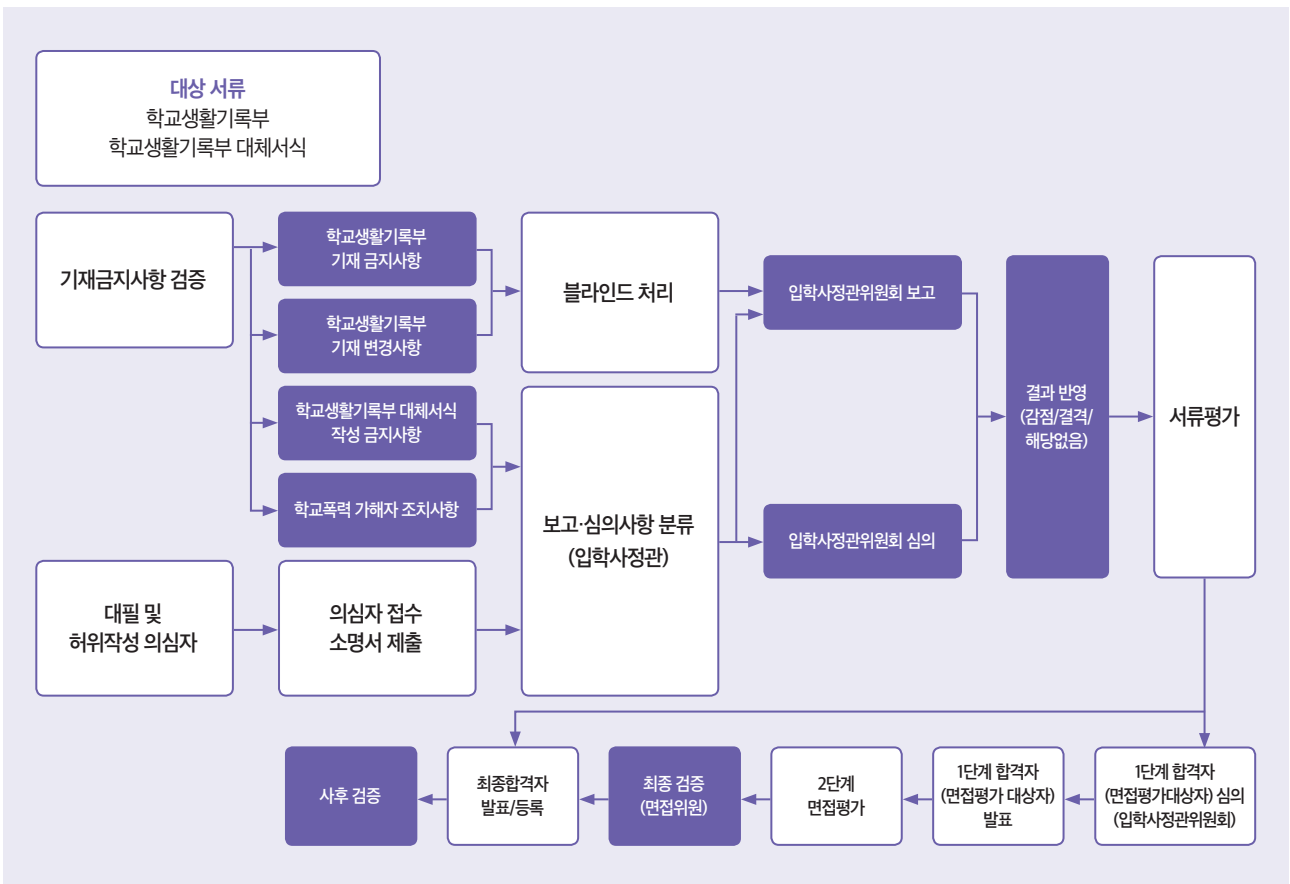 대상 서류
학교생활기록부
학교생활기록부 대체서식
기재금지사항 검증
학교생활기록부
기재 금지사항
학교생활기록부
기재 변경사항
학교생활기록부 대체서식
작성 금지사항
학교폭력 가해자 조치사항
블라인드 처리
보고·심의사항 분류
(입학사정관)
대필 및
허위작성 의심자
의심자 접수
소명서 제출
입학사정관위원회 보고
입학사정관위원회 심의
결과 반영
(감점/결격/
해당없음)
서류평가
사후 검증
최종합격자
발표/등록
최종 검증
(면접위원)
2단계
면접평가
1단계 합격자
(면접평가 대상자)
발표
1단계 합격자
(면접평가대상자) 심의
(입학사정관위원회)